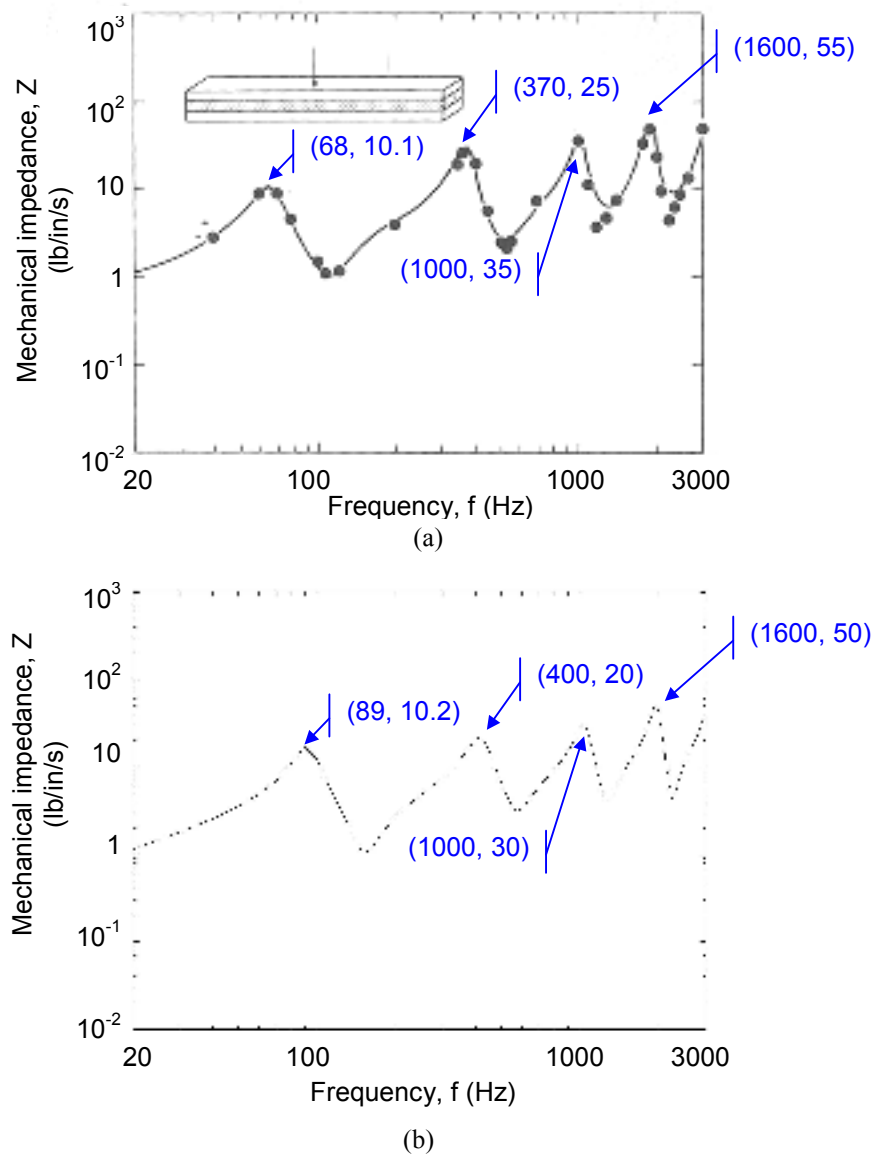 10³
(1600, 55)
(370, 25)
10²
(68, 10.1)
10
(1000, 35)
1
10⁻¹
10⁻²
Mechanical impedance, Z
(lb/in/s)
20 100 1000 3000
Frequency, f (Hz)
(a)
10³
(1600, 50)
10²
(400, 20)
(89, 10.2)
10
(1000, 30)
1
10⁻¹
10⁻²
Mechanical impedance, Z
(lb/in/s)
20 100 1000 3000
Frequency, f (Hz)
(b)